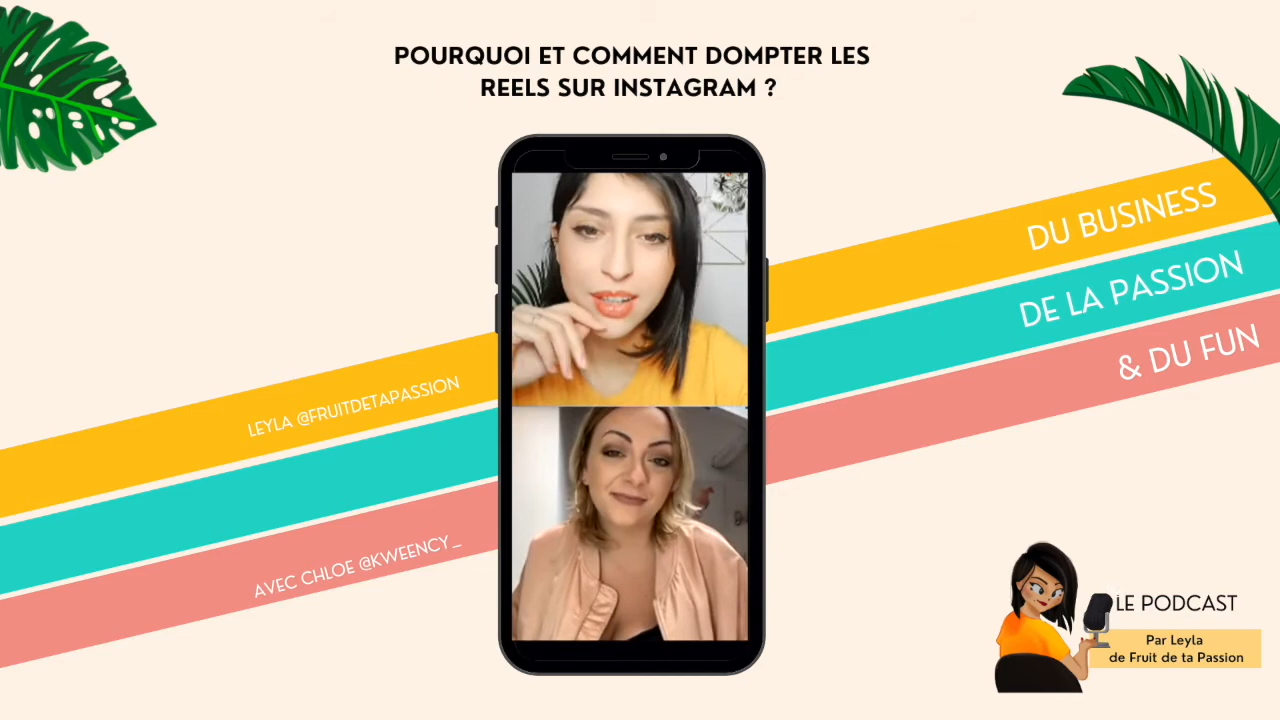 POURQUOI ET COMMENT DOMPTER LES
REELS SUR INSTAGRAM ?
DU BUSINESS
DE LA PASSION
& DU FUN
LEYLA @FRUITDETAPASSION
AVEC CHLOE @KWEENCY_
LE PODCAST
Par Leyla
de Fruit de ta Passion